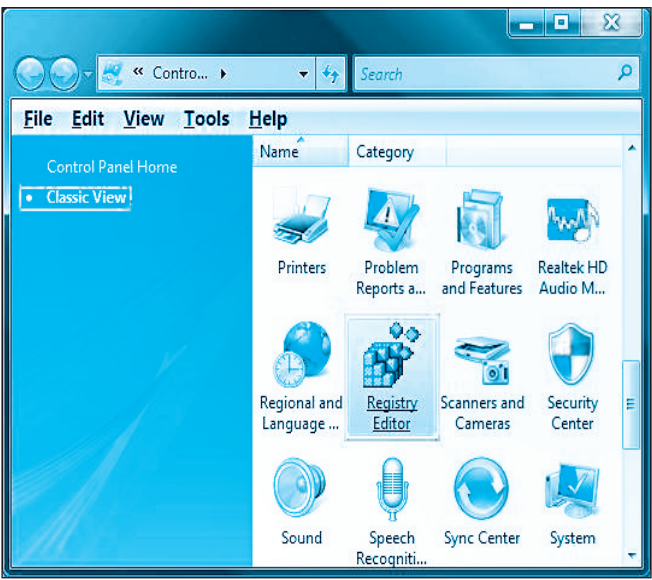 « Contro...
Search
File Edit View Tools Help
Control Panel Home
• Classic View
Name Category
Printers
Problem
Reports a...
Programs
and Features
Realtek HD
Audio M...
Regional and
Language ...
Registry
Editor
Scanners and
Cameras
Security
Center
Sound
Speech
Recogniti...
Sync Center
System